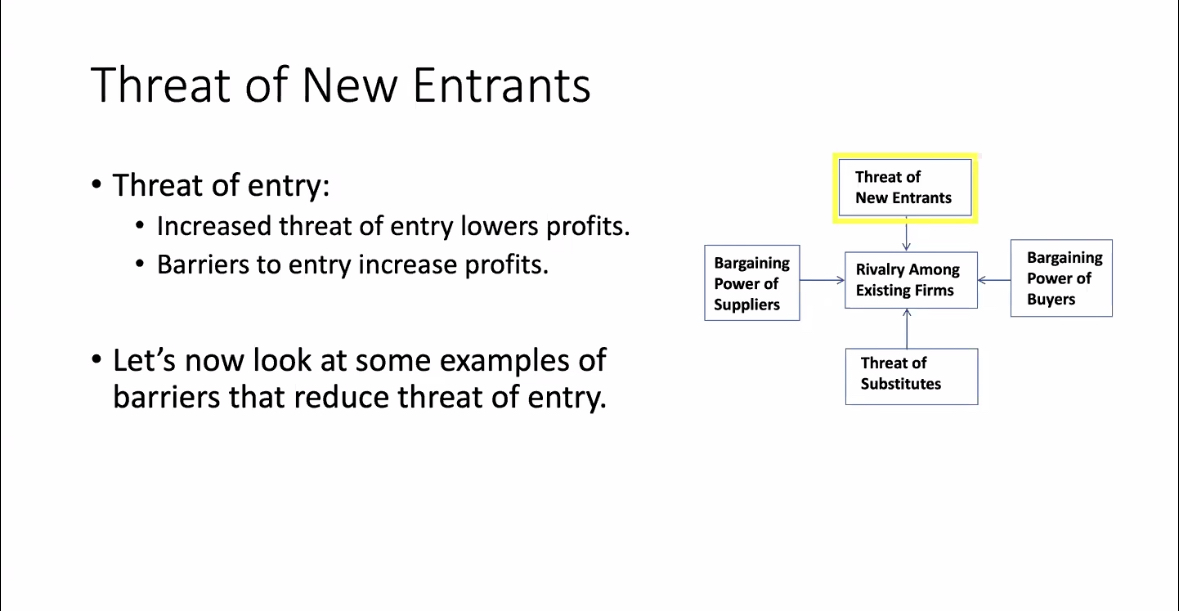 Threat of New Entrants
• Threat of entry:
• Increased threat of entry lowers profits.
• Barriers to entry increase profits.
• Let’s now look at some examples of
barriers that reduce threat of entry.
Threat of
New Entrants
Bargaining
Power of
Suppliers
Rivalry Among
Existing Firms
Bargaining
Power of
Buyers
Threat of
Substitutes